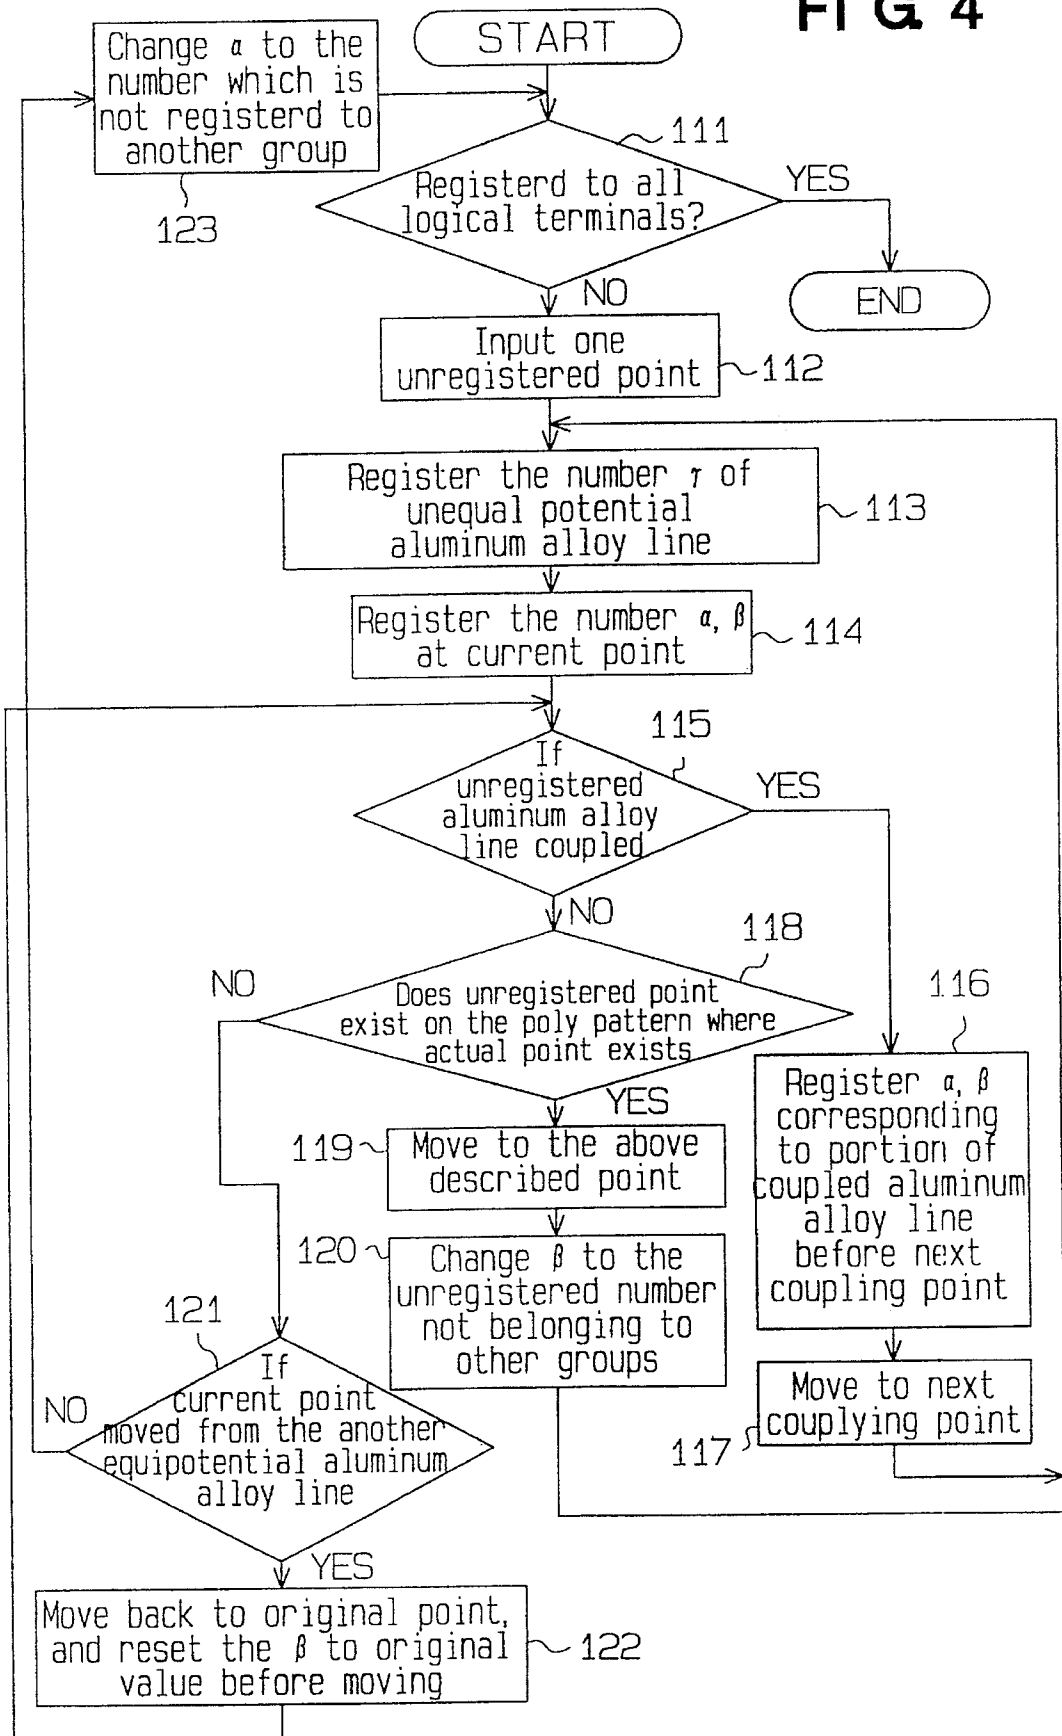 FIG. 4
START
Change α to the
number which is
not registerd to
another group
123
111
Registerd to all
logical terminals?
YES
END
NO
Input one
unregistered point
112
Register the number γ of
unequal potential
aluminum alloy line
113
Register the number α, β
at current point
114
115
If
unregistered
aluminum alloy
line coupled
YES
NO
118
Does unregistered point
exist on the poly pattern where
actual point exists
NO
YES
116
Register α, β
corresponding
to portion of
coupled aluminum
alloy line
before next
coupling point
119
Move to the above
described point
120
Change β to the
unregistered number
not belonging to
other groups
Move to next
couplying point
117
121
If
current point
moved from the another
equipotential aluminum
alloy line
NO
YES
Move back to original point,
and reset the β to original
value before moving
122